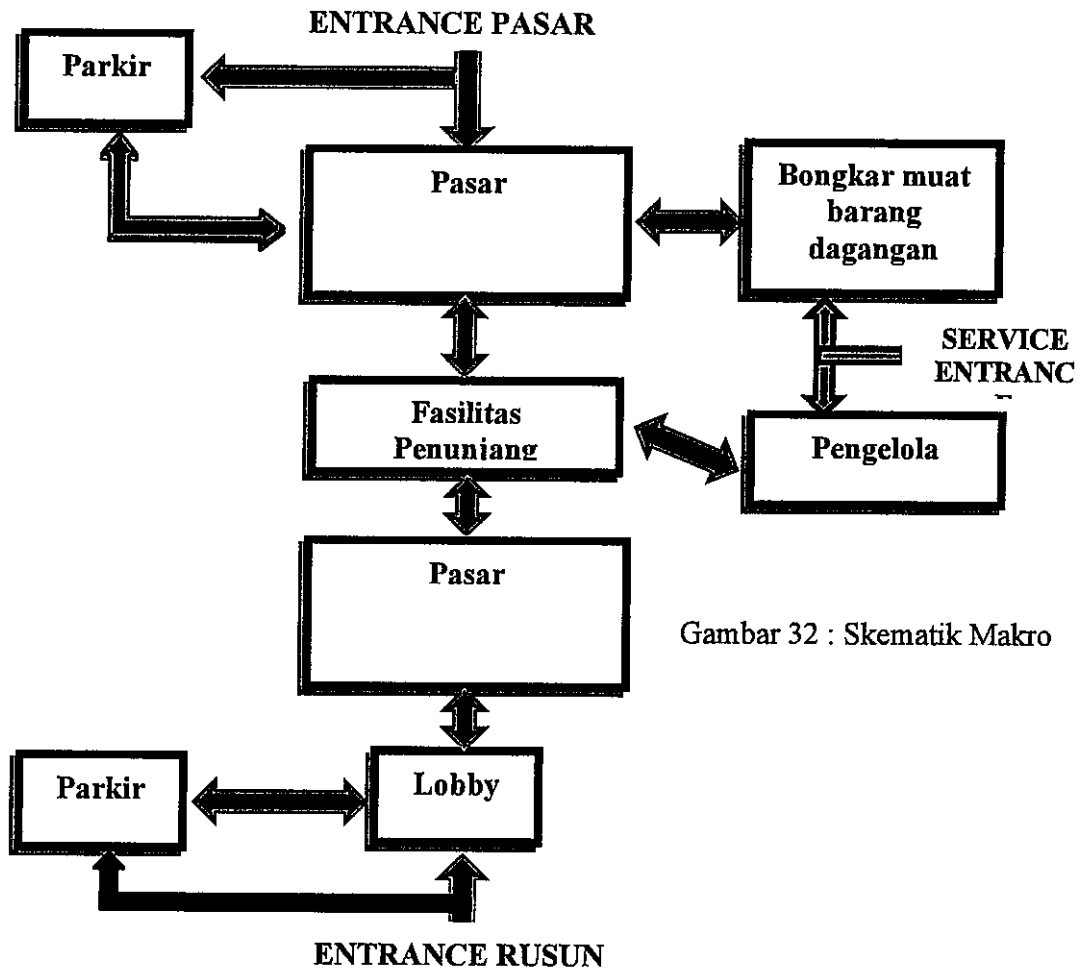 ENTRANCE PASAR
Parkir
Pasar
Bongkar muat
barang
dagangan
SERVICE
ENTRANC
Fasilitas
Penunjang
Pengelola
Pasar
Gambar 32 : Skematik Makro
Parkir
Lobby
ENTRANCE RUSUN